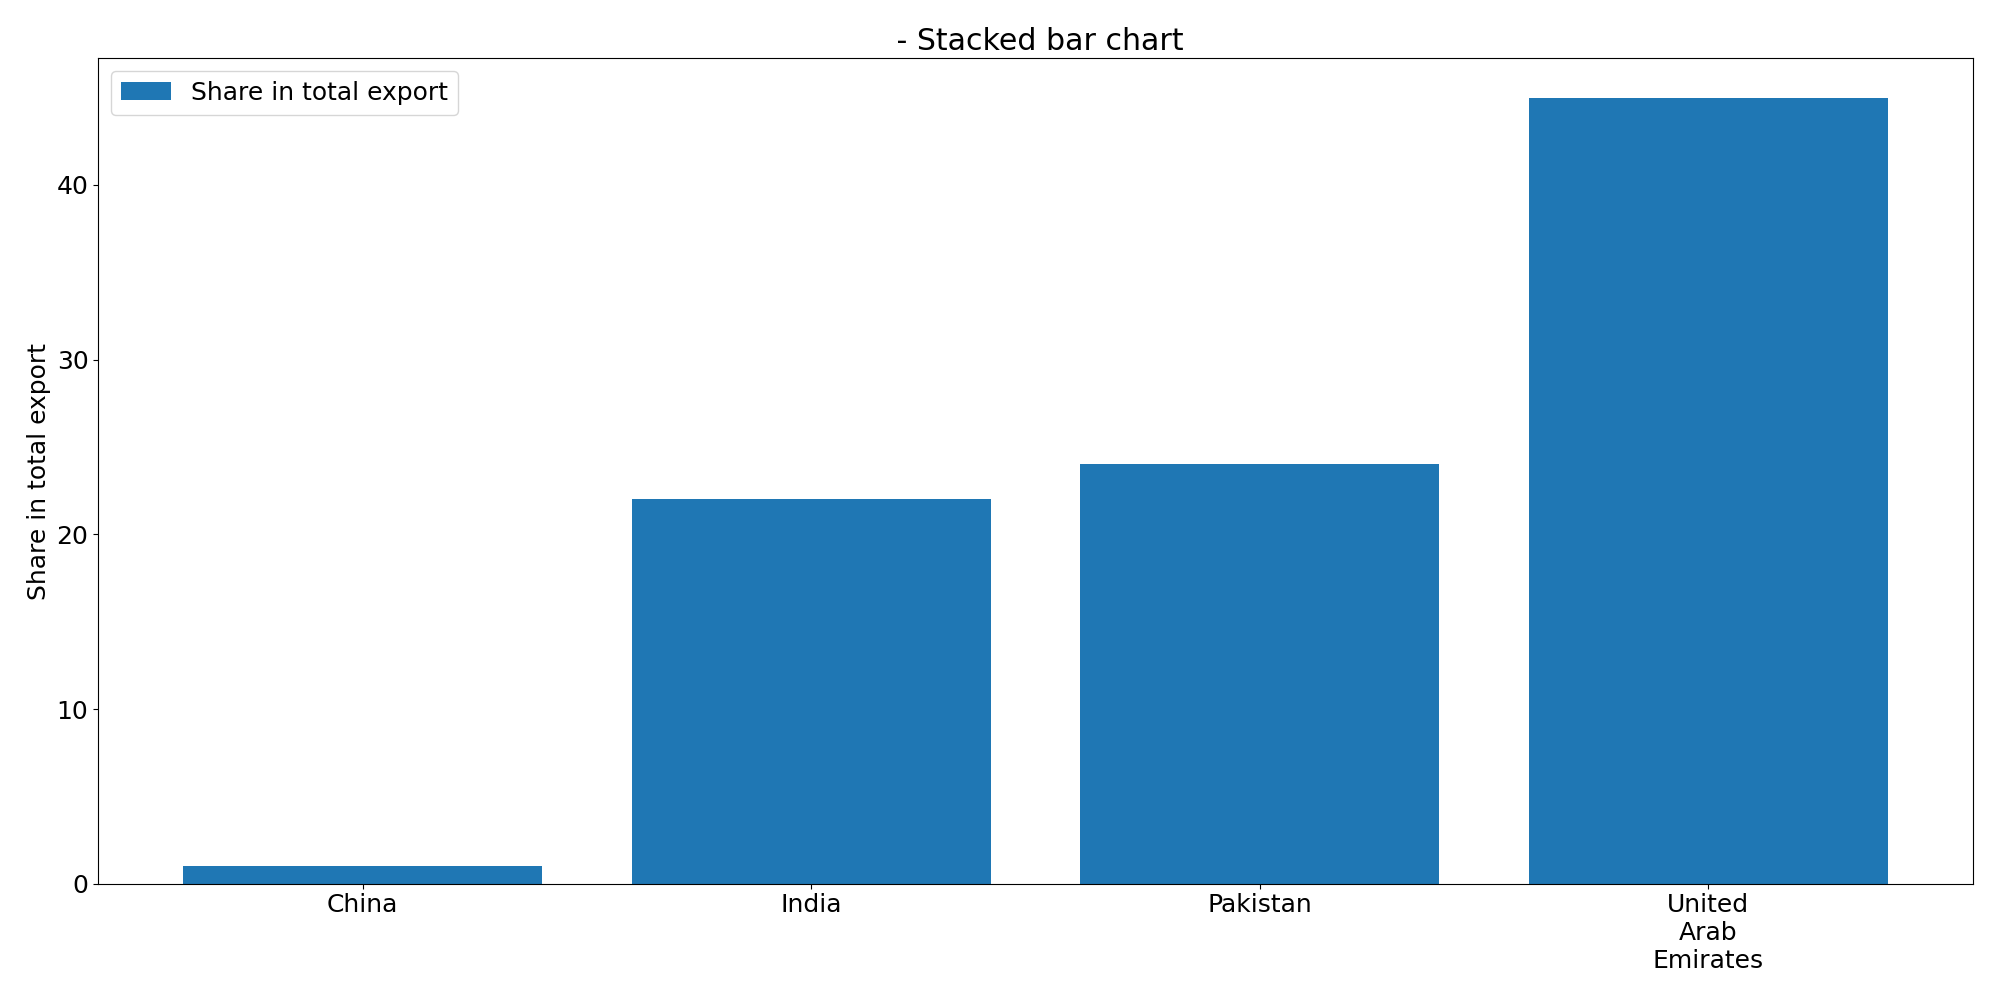 - Stacked bar chart
Share in total export
Share in total export
40
30
20
10
0
China
India
Pakistan
United
Arab
Emirates